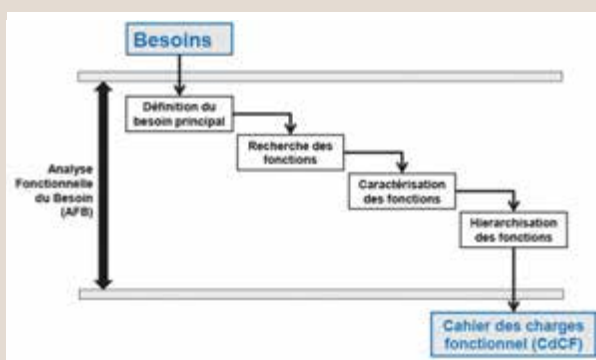 Besoins
Définition du
besoin principal
Recherche des
fonctions
Analyse
Fonctionnelle
du Besoin
(AFB)
Caractérisation
des fonctions
Hierarchisation
des fonctions
Cahier des charges
fonctionnel (CdCF)